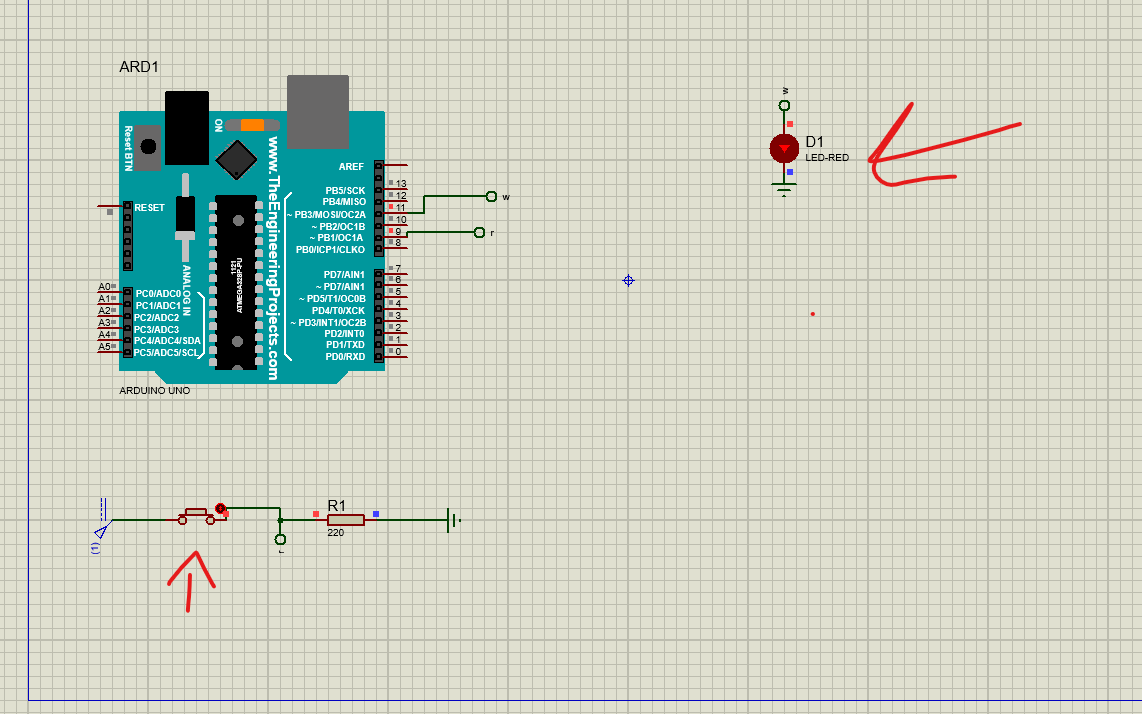 ARD1
Reset BTN
ON
www.TheEngineeringProjects.com
RESET
AREF
PB5/SCK
13
PB4/MISO
12
~ PB3/MOSI/OC2A
11
~ PB2/OC1B
10
~ PB1/OC1A
9
PB0/ICP1/CLKO
8
PD7/AIN1
7
~ PD7/AIN1
6
~ PD5/T1/OC0B
5
PD4/T0/XCK
4
~ PD3/INT1/OC2B
3
PD2/INT0
2
PD1/TXD
1
PD0/RXD
0
1121
ATMEGA328P-PU
ANALOG IN
A0
PC0/ADC0
A1
PC1/ADC1
A2
PC2/ADC2
A3
PC3/ADC3
A4
PC4/ADC4/SDA
A5
PC5/ADC5/SCL
ARDUINO UNO
w
r
w
D1
LED-RED
(1)
R1
220
r